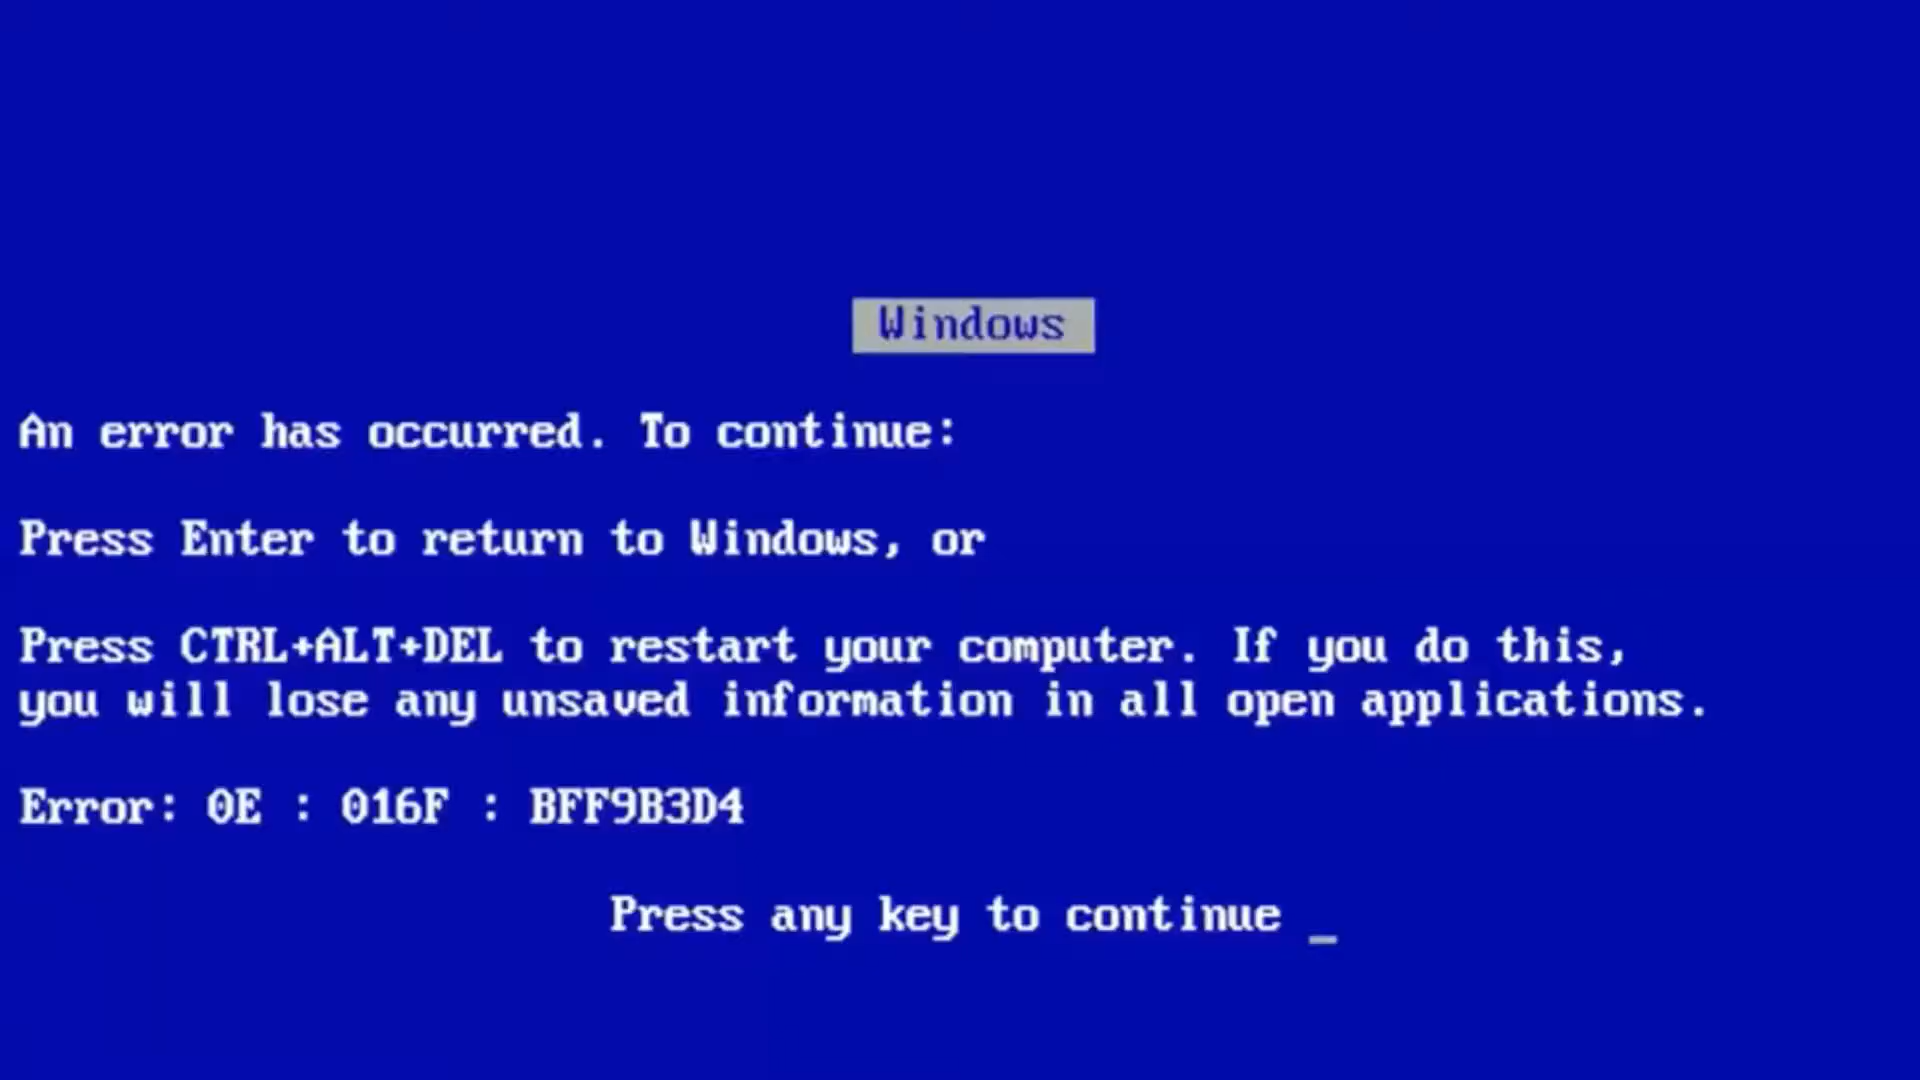 Windows
An error has occurred. To continue:
Press Enter to return to Windows, or
Press CTRL+ALT+DEL to restart your computer. If you do this,
you will lose any unsaved information in all open applications.
Error: 0E : 016F : BFF9B3D4
Press any key to continue _